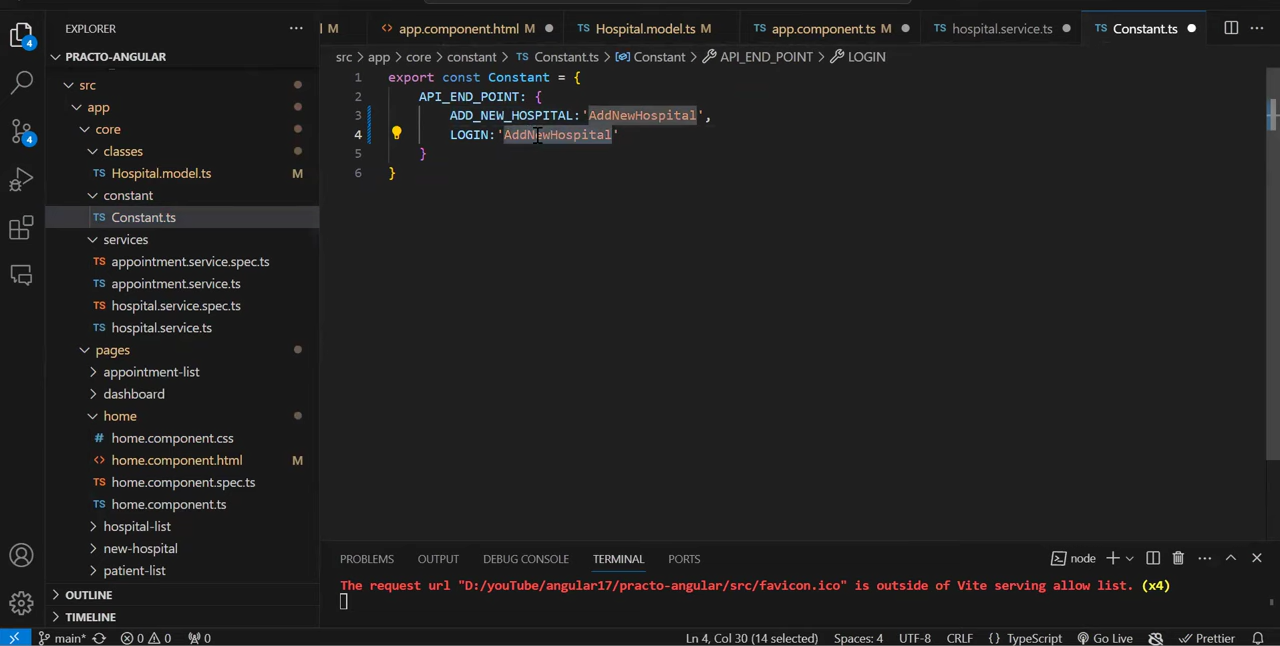 EXPLORER
M
app.component.html M
Hospital.model.ts M
app.component.ts M
hospital.service.ts
Constant.ts
PRACTO-ANGULAR
src > app > core > constant > Constant.ts > Constant > API_END_POINT > LOGIN
src
app
core
classes
Hospital.model.ts M
constant
Constant.ts
services
appointment.service.spec.ts
appointment.service.ts
hospital.service.spec.ts
hospital.service.ts
pages
appointment-list
dashboard
home
home.component.css
home.component.html M
home.component.spec.ts
home.component.ts
hospital-list
new-hospital
patient-list
OUTLINE
TIMELINE
1 export const Constant = {
2 API_END_POINT: {
3 ADD_NEW_HOSPITAL:'AddNewHospital',
4 LOGIN:'AddNewHospital'
5 }
6 }
PROBLEMS OUTPUT DEBUG CONSOLE TERMINAL PORTS node
The request url "D:/youTube/angular17/practo-angular/src/favicon.ico" is outside of Vite serving allow list. (x4)
main* 0 0 0 Ln 4, Col 30 (14 selected) Spaces: 4 UTF-8 CRLF {} TypeScript Go Live Prettier
4
4